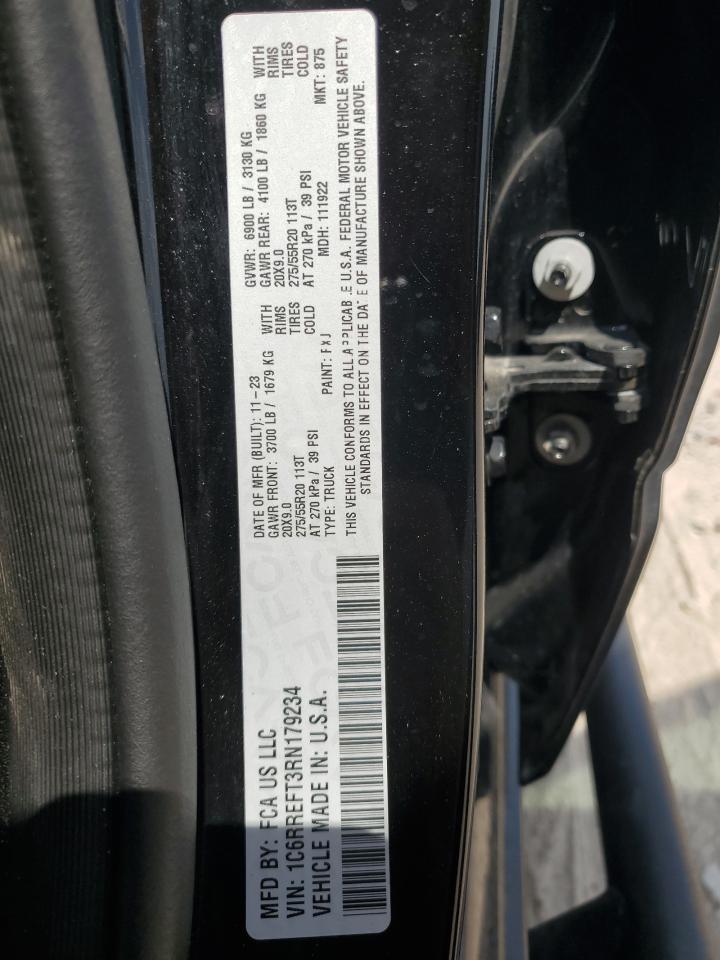 MFD BY: FCA US LLC
VIN: 1C6RREFT3RN179234
VEHICLE MADE IN: U.S.A.
DATE OF MFR (BUILT): 11-23
GAWR FRONT: 3700 LB / 1679 KG WITH
20X9.0 RIMS
275/55R20 113T TIRES
AT 270 kPa / 39 PSI COLD
TYPE: TRUCK PAINT: FXJ
GVWR: 6900 LB / 3130 KG
GAWR REAR: 4100 LB / 1860 KG WITH
20X9.0 RIMS
275/55R20 113T TIRES
AT 270 kPa / 39 PSI COLD
MDH: 111922 MKT: 875
THIS VEHICLE CONFORMS TO ALL APPLICABLE U.S.A. FEDERAL MOTOR VEHICLE SAFETY
STANDARDS IN EFFECT ON THE DATE OF MANUFACTURE SHOWN ABOVE.